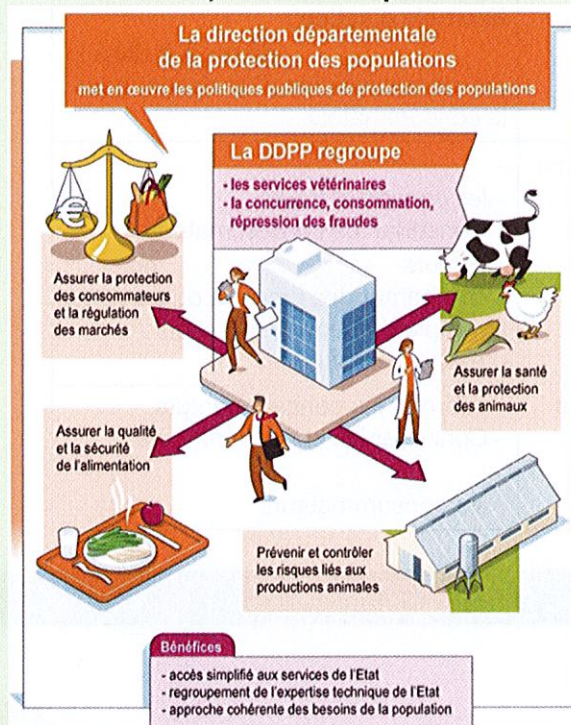 La direction départementale
de la protection des populations
met en œuvre les politiques publiques de protection des populations
La DDPP regroupe
- les services vétérinaires
- la concurrence, consommation,
répression des fraudes
€
Assurer la protection
des consommateurs
et la régulation
des marchés
Assurer la santé
et la protection
des animaux
Assurer la qualité
et la sécurité
de l'alimentation
Prévenir et contrôler
les risques liés aux
productions animales
Bénéfices
- accès simplifié aux services de l'Etat
- regroupement de l'expertise technique de l'Etat
- approche cohérente des besoins de la population